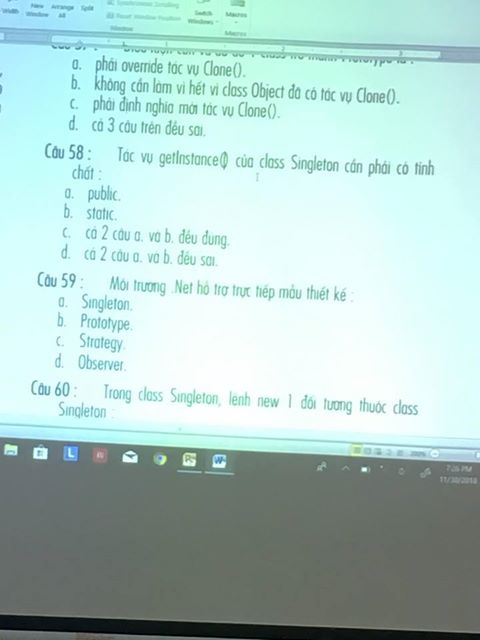 Width
New Window
Arrange All
Split
Synchronous Scrolling
Reset Window Position
Switch Windows
Macros
Window
Macros
a. phải override tác vụ Clone().
b. không cần làm vì hết vì class Object đã có tác vụ Clone().
c. phải định nghĩa mới tác vụ Clone().
d. cả 3 câu trên đều sai.
Câu 58 : Tác vụ getInstance() của class Singleton cần phải có tính
chất :
a. public.
b. static.
c. cả 2 câu a. và b. đều đúng.
d. cả 2 câu a. và b. đều sai.
Câu 59 : Môi trường .Net hỗ trợ trực tiếp mẫu thiết kế :
a. Singleton.
b. Prototype.
c. Strategy.
d. Observer.
Câu 60 : Trong class Singleton, lệnh new 1 đối tượng thuộc class
Singleton :
200%
7:26 PM
11/30/2018